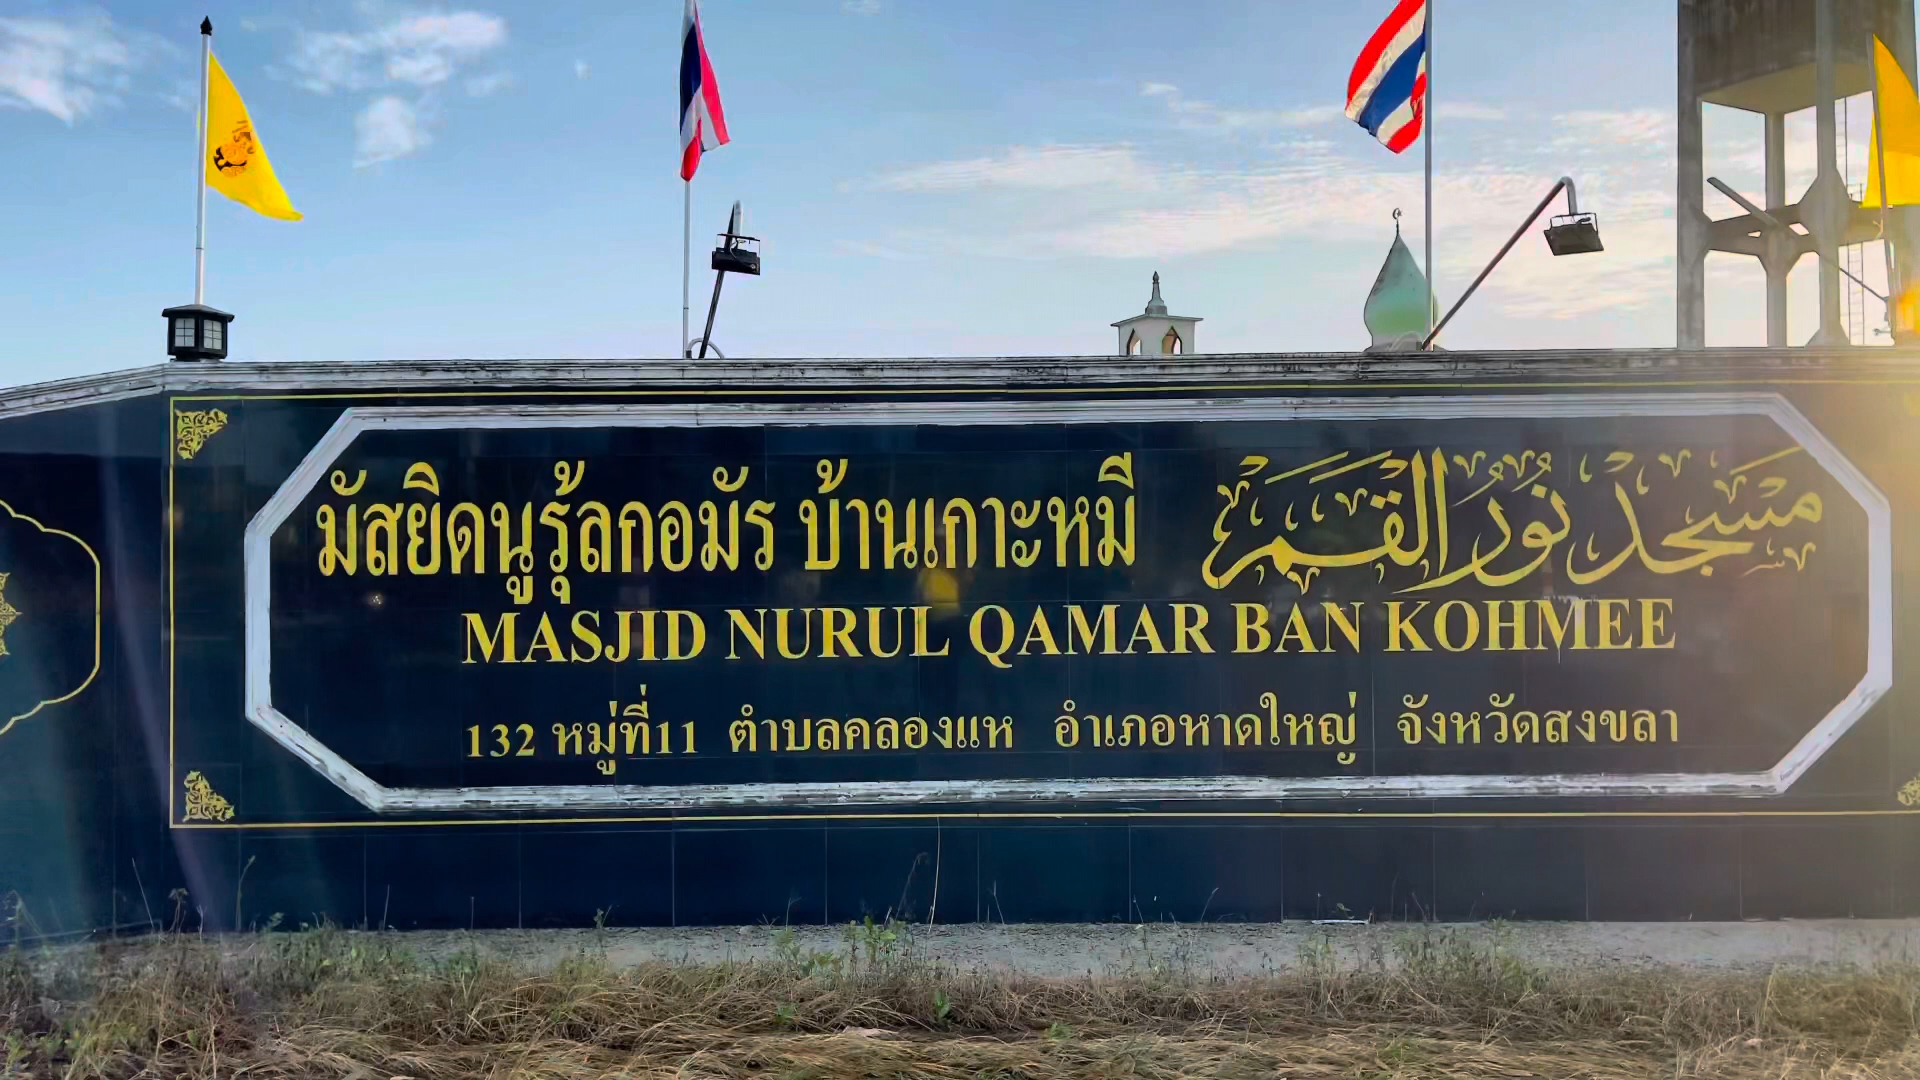 มัสยิดนูรุ้ลกอมัร บ้านเกาะหมี مَسْجِدْ نُوْرُ الْقَمَرْ
MASJID NURUL QAMAR BAN KOHMEE
132 หมู่ที่11 ตำบลคลองแห อำเภอหาดใหญ่ จังหวัดสงขลา